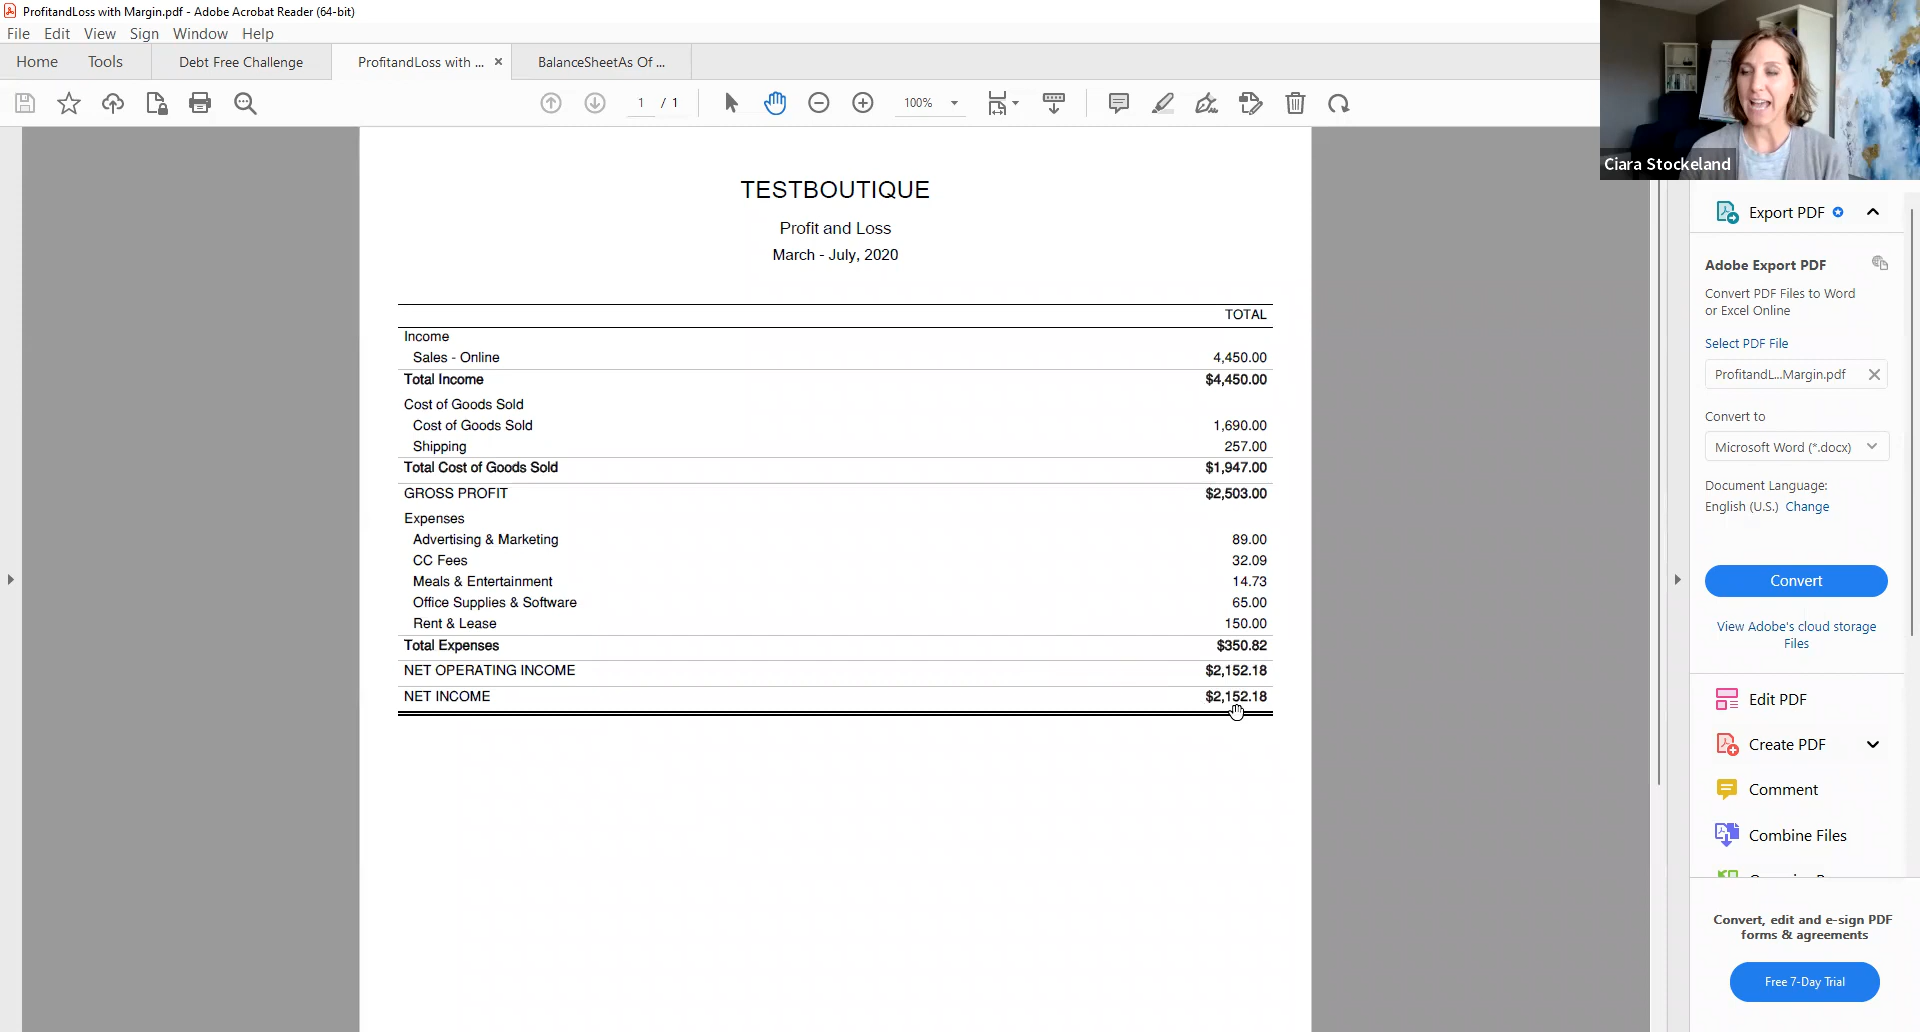 ProfitandLoss with Margin.pdf - Adobe Acrobat Reader (64-bit)
File Edit View Sign Window Help
Home Tools Debt Free Challenge ProfitandLoss with ... × BalanceSheetAs Of ...
1 / 1 100%
Ciara Stockeland
TESTBOUTIQUE
Profit and Loss
March - July, 2020
TOTAL
Income
Sales - Online 4,450.00
Total Income $4,450.00
Cost of Goods Sold
Cost of Goods Sold 1,690.00
Shipping 257.00
Total Cost of Goods Sold $1,947.00
GROSS PROFIT $2,503.00
Expenses
Advertising & Marketing 89.00
CC Fees 32.09
Meals & Entertainment 14.73
Office Supplies & Software 65.00
Rent & Lease 150.00
Total Expenses $350.82
NET OPERATING INCOME $2,152.18
NET INCOME $2,152.18
Export PDF
Adobe Export PDF
Convert PDF Files to Word
or Excel Online
Select PDF File
ProfitandL...Margin.pdf
Convert to
Microsoft Word (*.docx)
Document Language:
English (U.S.) Change
Convert
View Adobe's cloud storage
Files
Edit PDF
Create PDF
Comment
Combine Files
Convert, edit and e-sign PDF
forms & agreements
Free 7-Day Trial